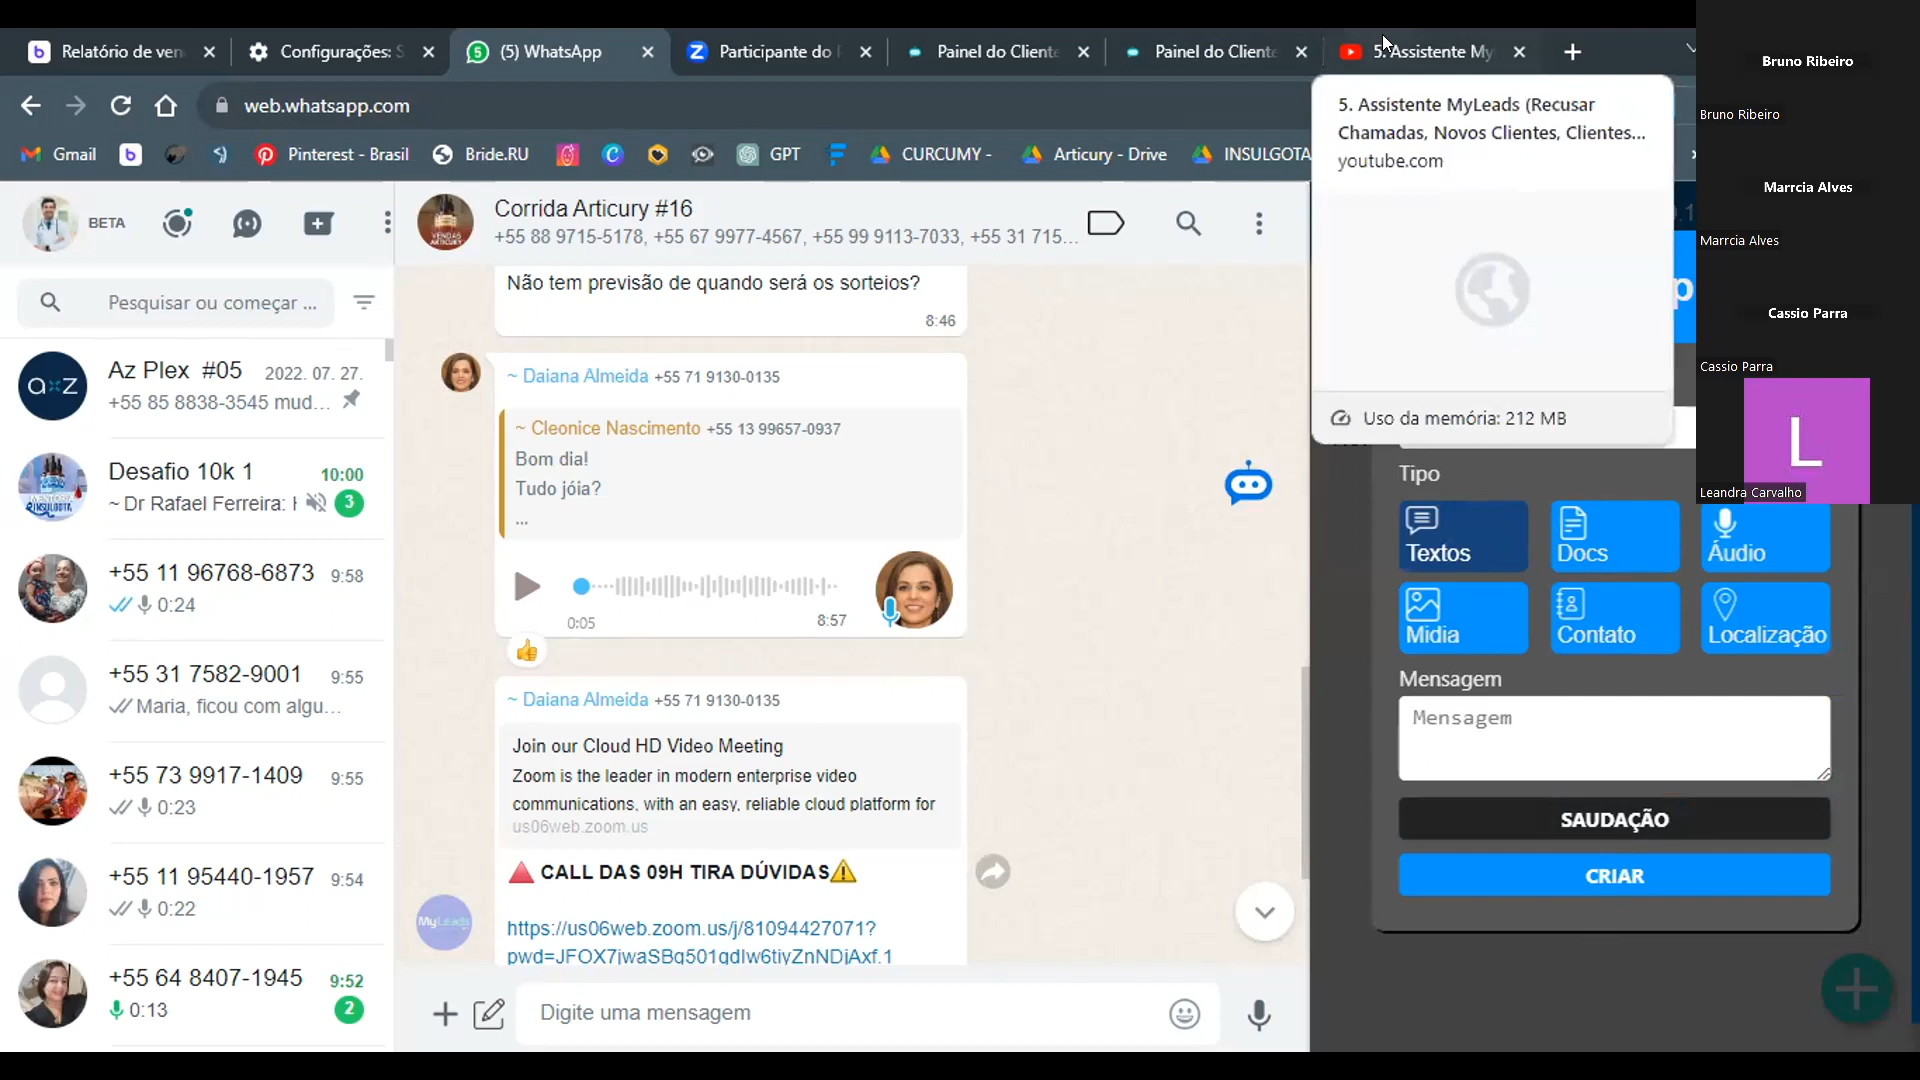 Relatório de ven
Configurações: S
(5) WhatsApp
Participante do
Painel do Cliente
Painel do Cliente
5. Assistente My
web.whatsapp.com
Gmail
Pinterest - Brasil
Bride.RU
GPT
CURCUMY -
Articury - Drive
INSULGOTA
5. Assistente MyLeads (Recusar
Chamadas, Novos Clientes, Clientes...
youtube.com
Uso da memória: 212 MB
Bruno Ribeiro
Bruno Ribeiro
Marrcia Alves
Marrcia Alves
Cassio Parra
Cassio Parra
L
Leandra Carvalho
BETA
Pesquisar ou começar ...
Az Plex #05
2022. 07. 27.
+55 85 8838-3545 mud...
Desafio 10k 1
10:00
~ Dr Rafael Ferreira:
3
+55 11 96768-6873
9:58
0:24
+55 31 7582-9001
9:55
Maria, ficou com algu...
+55 73 9917-1409
9:55
0:23
+55 11 95440-1957
9:54
0:22
+55 64 8407-1945
9:52
0:13
2
Corrida Articury #16
+55 88 9715-5178, +55 67 9977-4567, +55 99 9113-7033, +55 31 715...
Não tem previsão de quando será os sorteios?
8:46
~ Daiana Almeida +55 71 9130-0135
~ Cleonice Nascimento +55 13 99657-0937
Bom dia!
Tudo jóia?
...
0:05
8:57
~ Daiana Almeida +55 71 9130-0135
Join our Cloud HD Video Meeting
Zoom is the leader in modern enterprise video
communications, with an easy, reliable cloud platform for
us06web.zoom.us
CALL DAS 09H TIRA DÚVIDAS
https://us06web.zoom.us/j/81094427071?
pwd=JFOX7jwaSBg501gdIw6tiyZnNDjAxf.1
MyLeads
Digite uma mensagem
Tipo
Textos
Docs
Áudio
Midia
Contato
Localização
Mensagem
Mensagem
SAUDAÇÃO
CRIAR